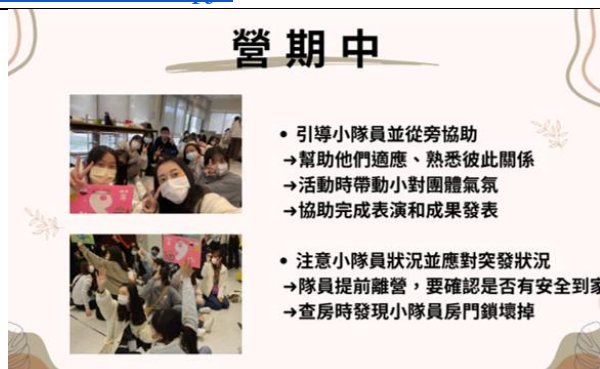 營期中
• 引導小隊員並從旁協助
→幫助他們適應、熟悉彼此關係
→活動時帶動小對團體氣氛
→協助完成表演和成果發表
• 注意小隊員狀況並應對突發狀況
→隊員提前離營，要確認是否有安全到家
→查房時發現小隊員房門鎖壞掉